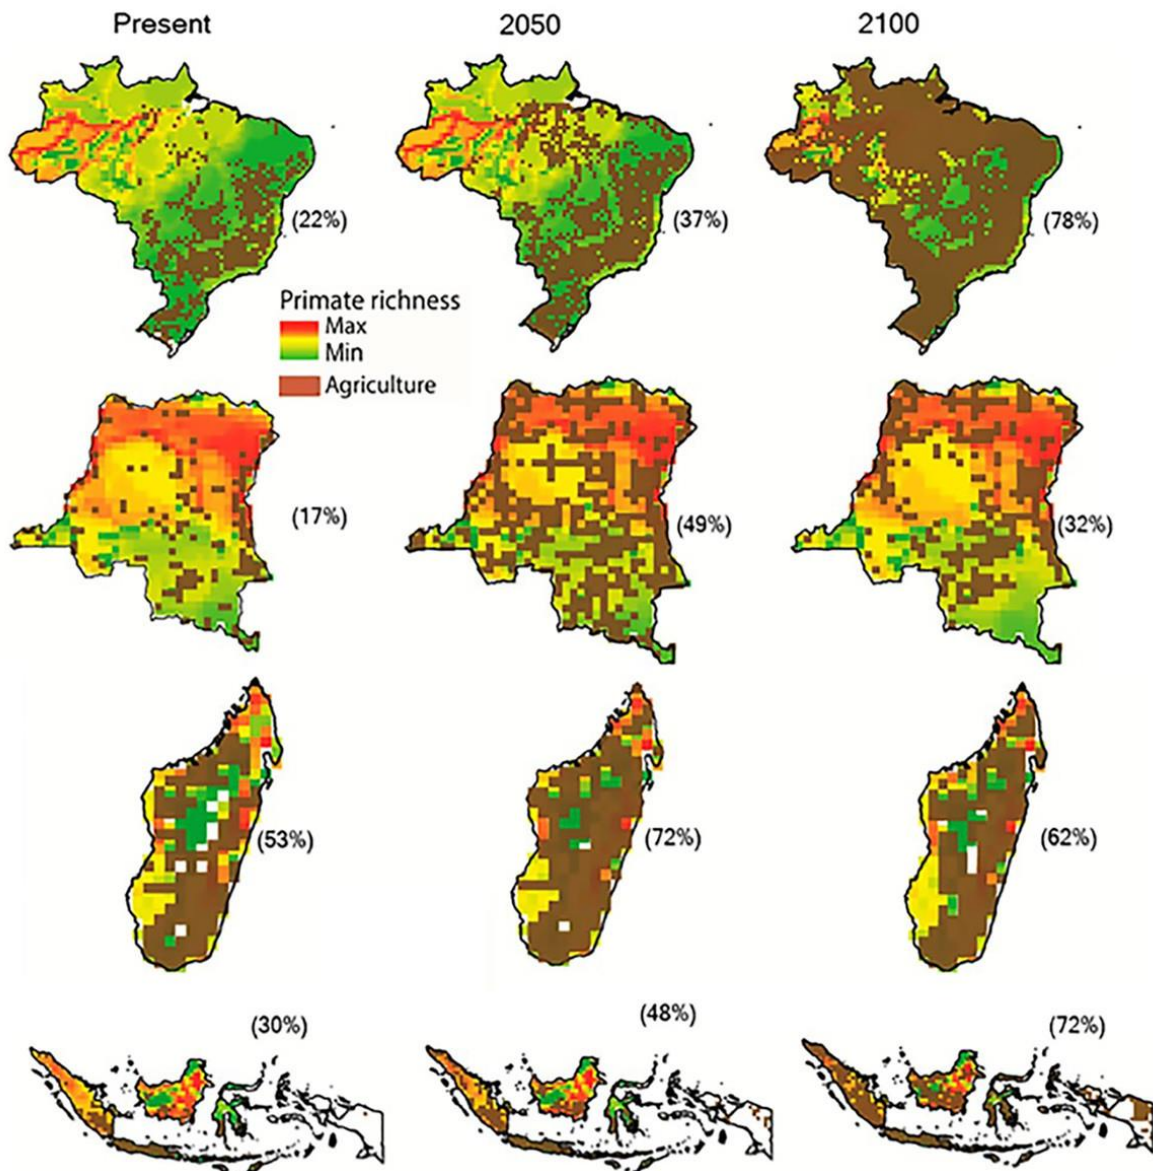 Present 2050 2100
(22%) (37%) (78%)
Primate richness
Max
Min
Agriculture
(17%) (49%) (32%)
(53%) (72%) (62%)
(30%) (48%) (72%)